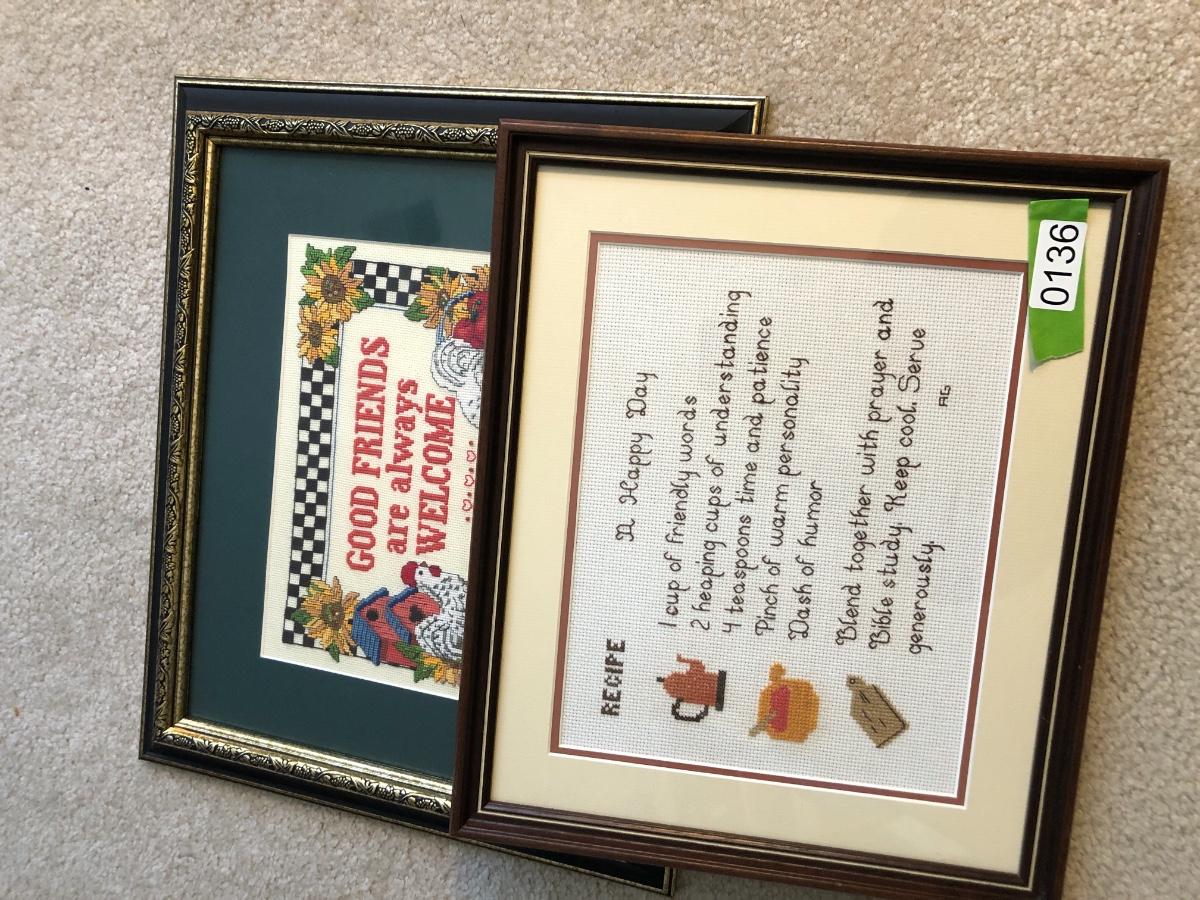 GOOD FRIENDS
are always
WELCOME
RECIPE
A Happy Day
1 cup of friendly words
2 heaping cups of understanding
4 teaspoons time and patience
Pinch of warm personality
Dash of humor
Blend together with prayer and
Bible study. Keep cool. Serve
generously.
AG
0136